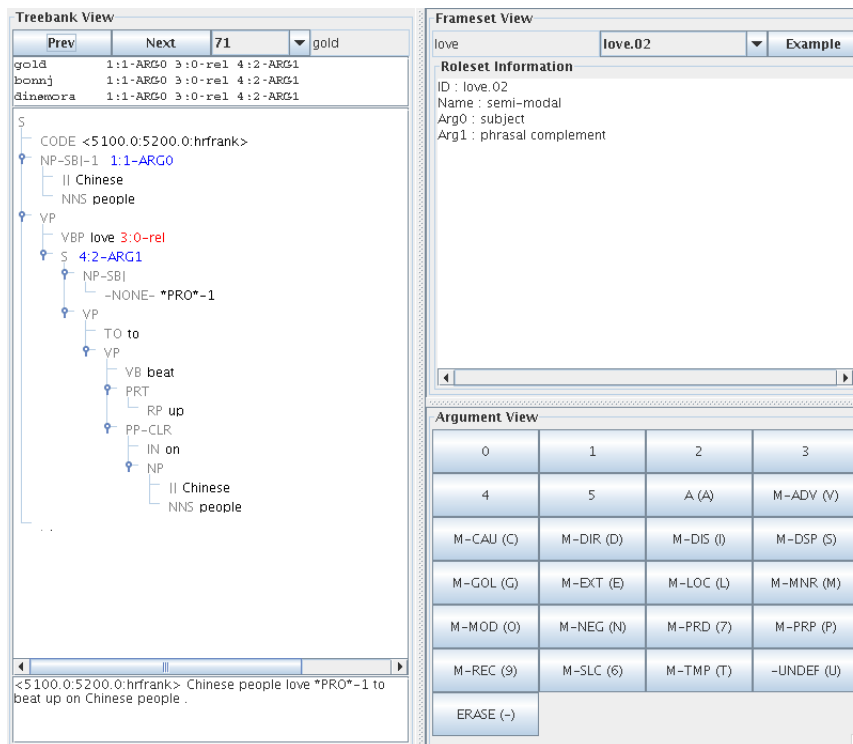 Treebank View
Prev Next 71 gold
gold 1:1-ARG0 3:0-rel 4:2-ARG1
bonnj 1:1-ARG0 3:0-rel 4:2-ARG1
dinemora 1:1-ARG0 3:0-rel 4:2-ARG1
S
CODE <5100.0:5200.0:hrfrank>
NP-SBJ-1 1:1-ARG0
JJ Chinese
NNS people
VP
VBP love 3:0-rel
S 4:2-ARG1
NP-SBJ
-NONE- *PRO*-1
VP
TO to
VP
VB beat
PRT
RP up
PP-CLR
IN on
NP
JJ Chinese
NNS people
. .
<5100.0:5200.0:hrfrank> Chinese people love *PRO*-1 to
beat up on Chinese people .
Frameset View
love love.02 Example
Roleset Information
ID : love.02
Name : semi-modal
Arg0 : subject
Arg1 : phrasal complement
Argument View
0 1 2 3
4 5 A (A) M-ADV (V)
M-CAU (C) M-DIR (D) M-DIS (I) M-DSP (S)
M-GOL (G) M-EXT (E) M-LOC (L) M-MNR (M)
M-MOD (O) M-NEG (N) M-PRD (7) M-PRP (P)
M-REC (9) M-SLC (6) M-TMP (T) -UNDEF (U)
ERASE (-)